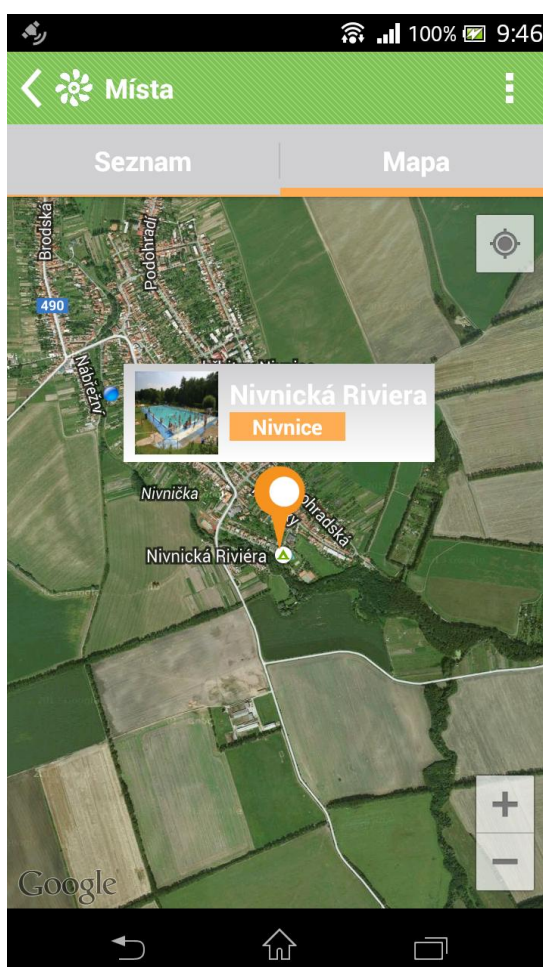 100% 9:46
Místa
Seznam Mapa
Brodská
Podohradí
490
Nábřežní
Nivnická Riviera
Nivnice
Nivnička
Nivnická Riviéra
Google